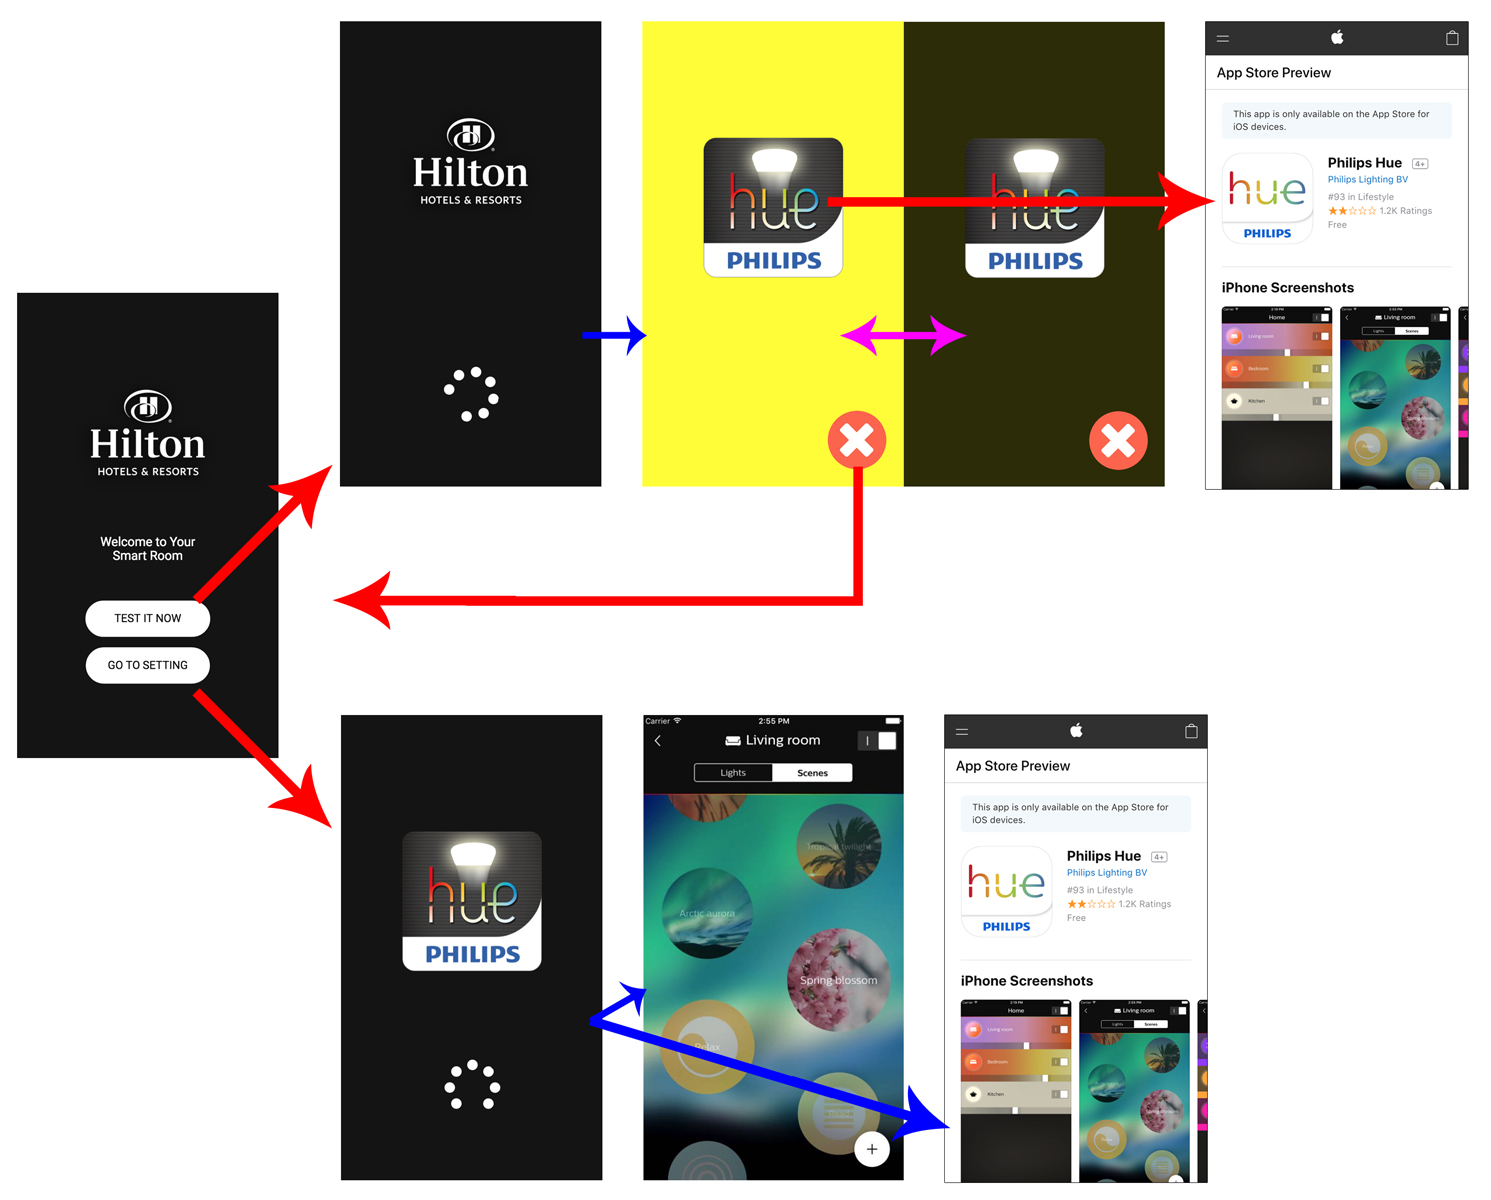 Hilton
HOTELS & RESORTS
Welcome to Your
Smart Room
TEST IT NOW
GO TO SETTING
Hilton
HOTELS & RESORTS
hue
PHILIPS
hue
PHILIPS
App Store Preview
This app is only available on the App Store for
iOS devices.
hue
PHILIPS
Philips Hue 4+
Philips Lighting BV
#93 in Lifestyle
1.2K Ratings
Free
iPhone Screenshots
Home
Living room
Bedroom
Kitchen
Living room
Lights Scenes
hue
PHILIPS
Carrier 2:55 PM
Living room
Lights Scenes
Tropical twilight
Arctic aurora
Spring blossom
Relax
App Store Preview
This app is only available on the App Store for
iOS devices.
hue
PHILIPS
Philips Hue 4+
Philips Lighting BV
#93 in Lifestyle
1.2K Ratings
Free
iPhone Screenshots
Home
Living room
Bedroom
Kitchen
Living room
Lights Scenes